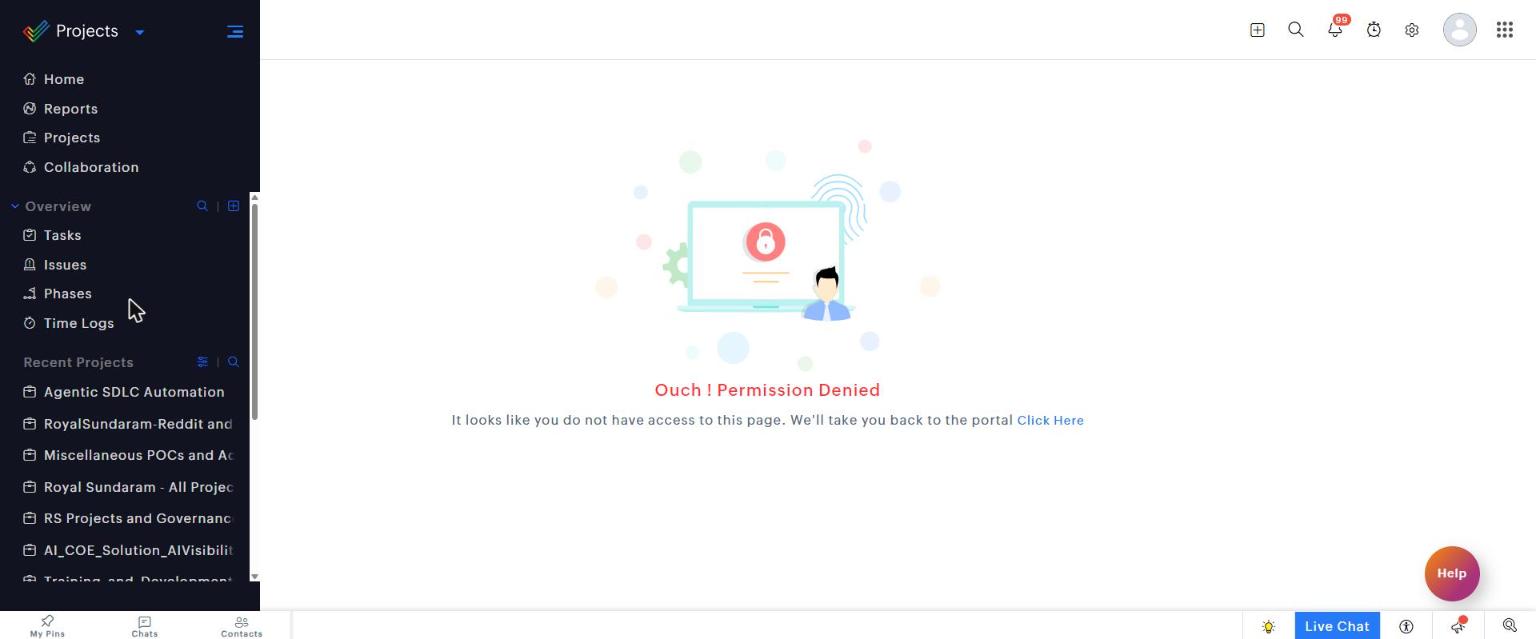 Projects
99
Home
Reports
Projects
Collaboration
Overview
Tasks
Issues
Phases
Time Logs
Recent Projects
Agentic SDLC Automation
RoyalSundaram-Reddit and
Miscellaneous POCs and Ac
Royal Sundaram - All Projec
RS Projects and Governanc
AI_COE_Solution_AIVisibilit
Training_and_Development
Ouch ! Permission Denied
It looks like you do not have access to this page. We'll take you back to the portal Click Here
Help
My Pins
Chats
Contacts
Live Chat